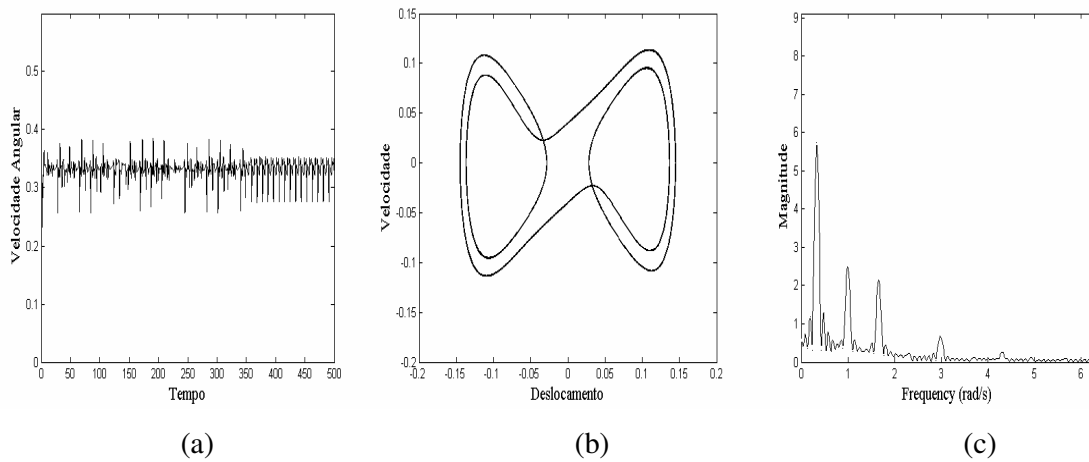 Velocidade Angular
0.5
0.4
0.3
0.2
0.1
0
0 50 100 150 200 250 300 350 400 450 500
Tempo
(a)
Velocidade
0.15
0.1
0.05
0
-0.05
-0.1
-0.15
-0.2
-0.2 -0.15 -0.1 -0.05 0 0.05 0.1 0.15 0.2
Deslocamento
(b)
Magnitude
9
8
7
6
5
4
3
2
1
0
0 1 2 3 4 5 6
Frequency (rad/s)
(c)